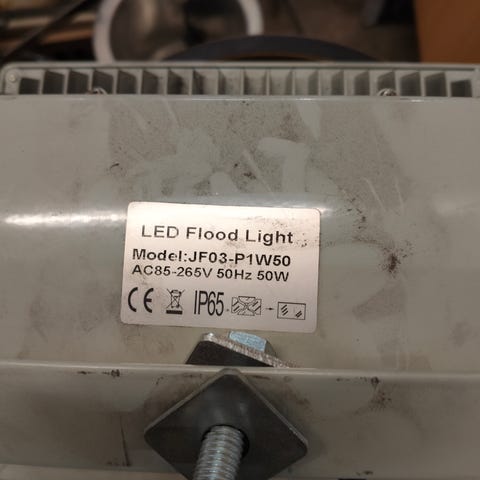 LED Flood Light
Model:JF03-P1W50
AC85-265V 50Hz 50W
CE IP65